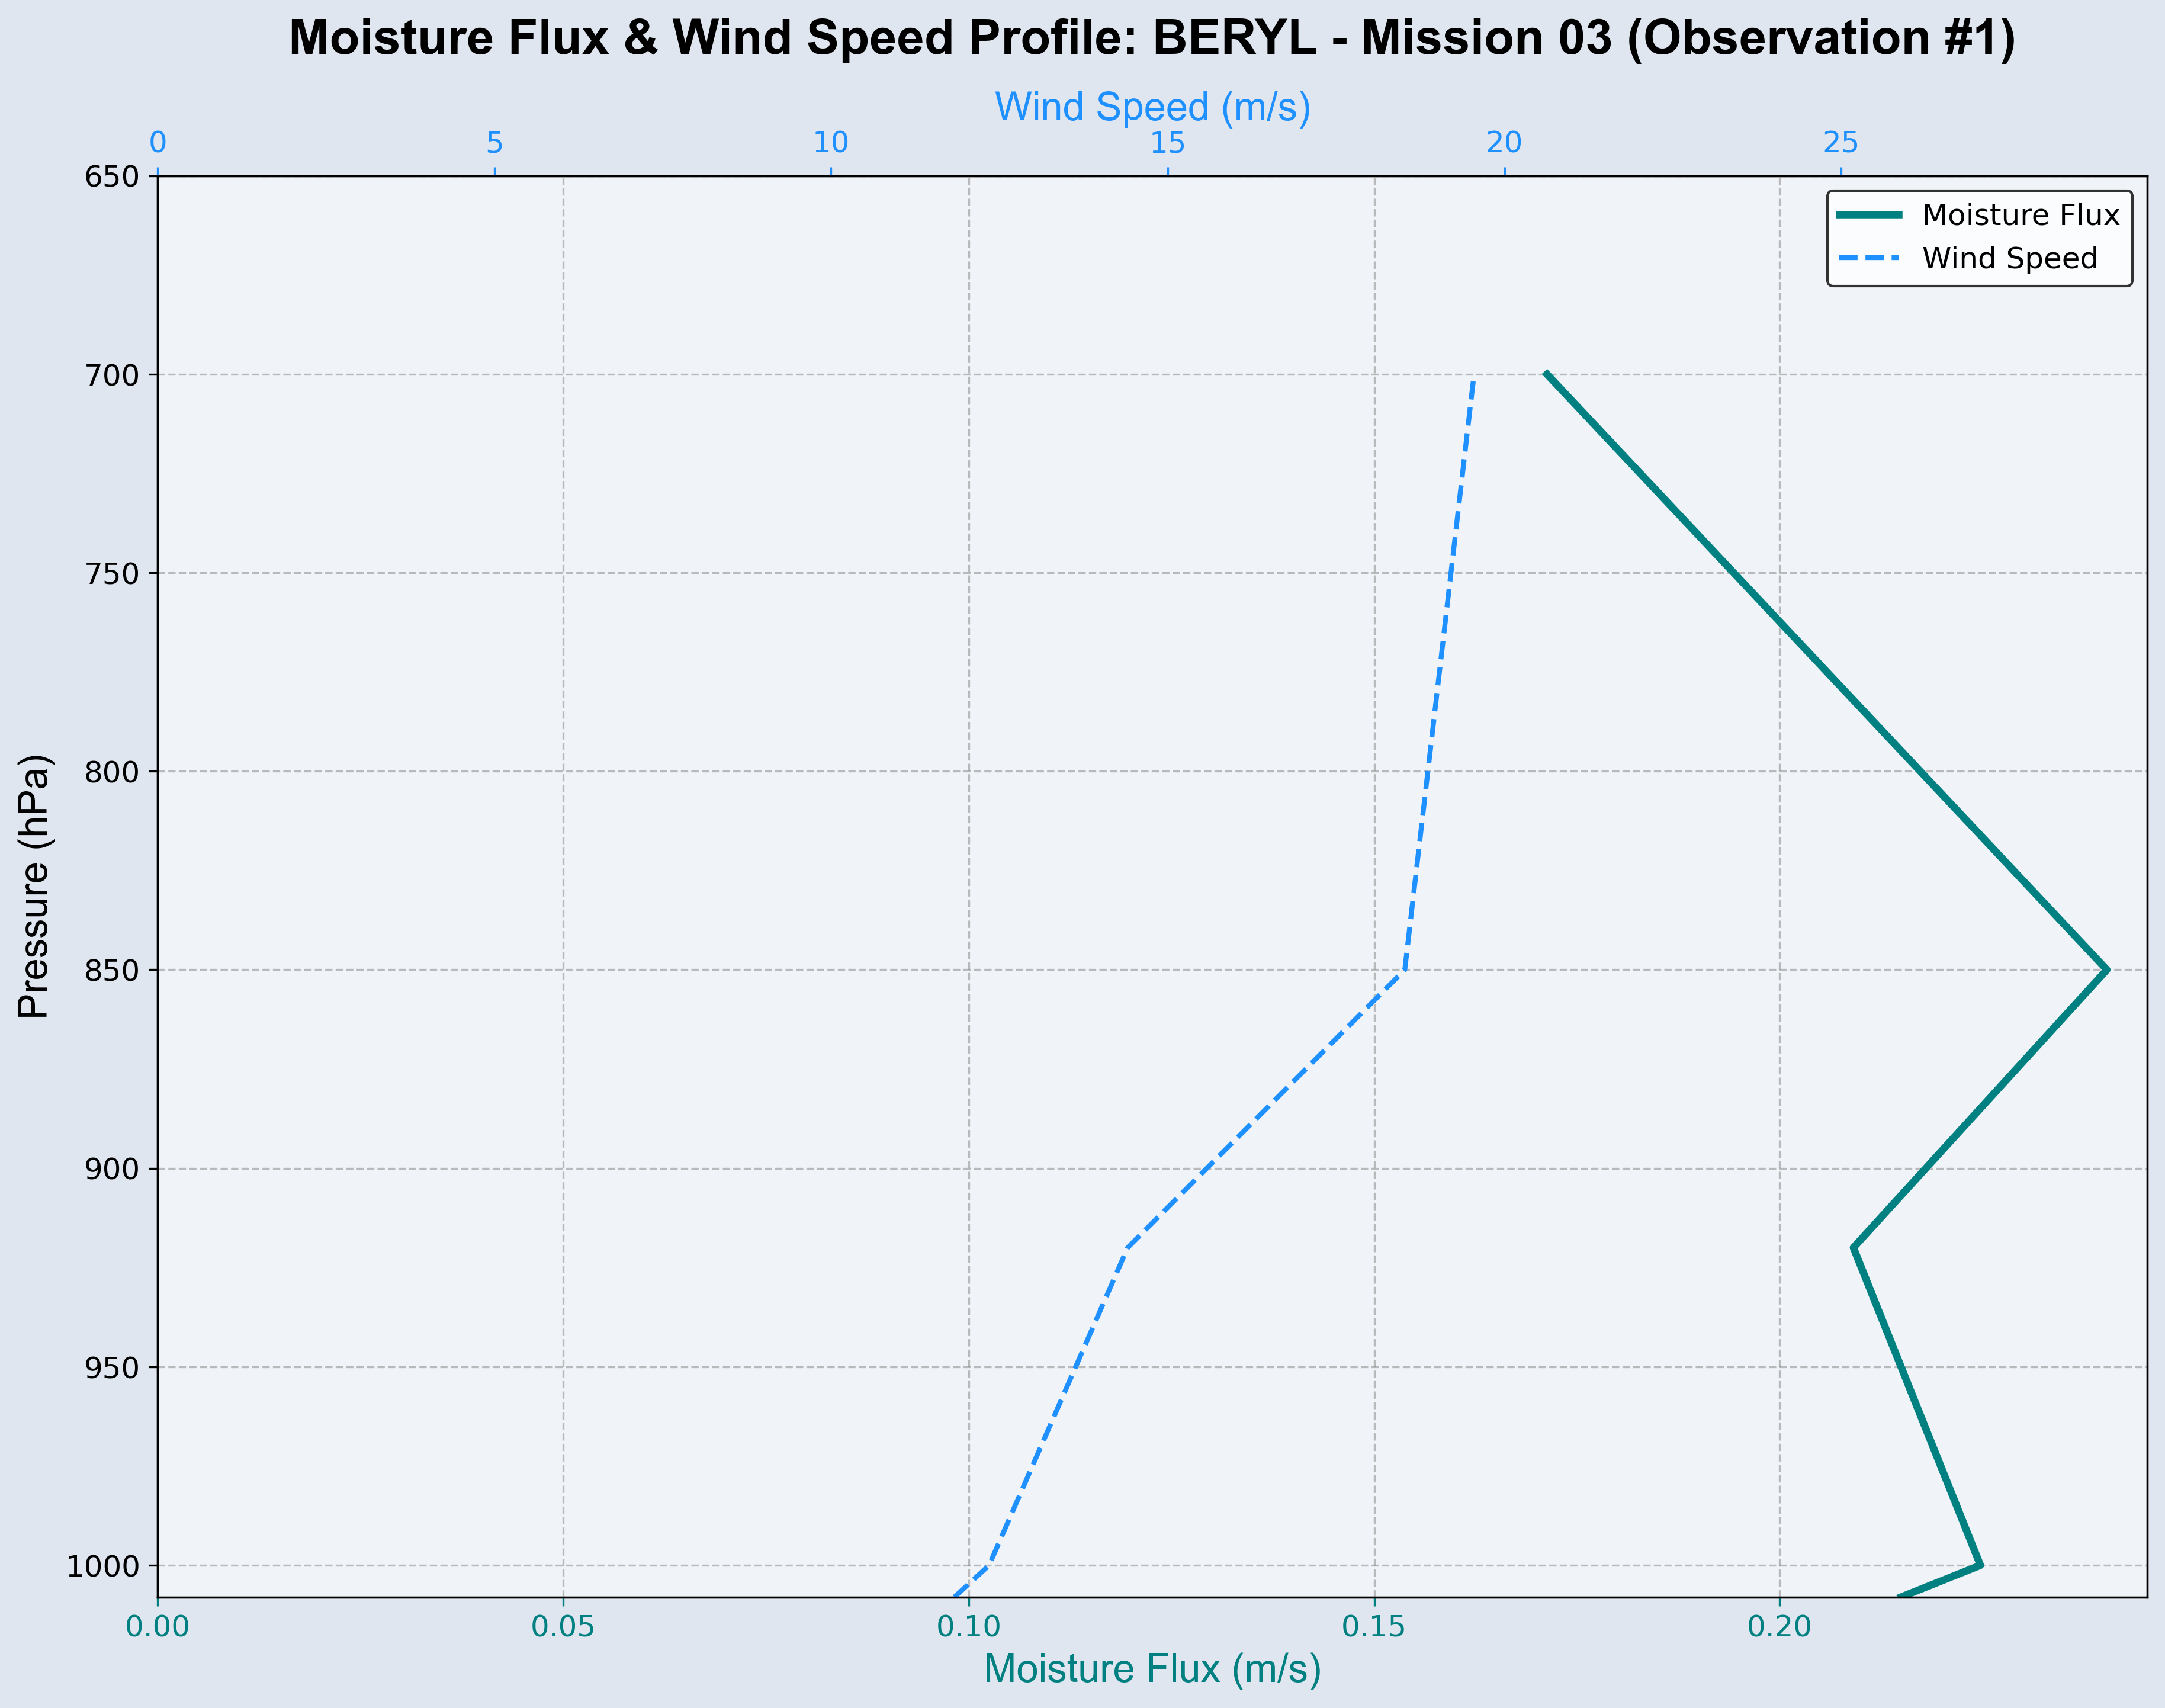 Moisture Flux & Wind Speed Profile: BERYL - Mission 03 (Observation #1)
Wind Speed (m/s)
0 5 10 15 20 25
Moisture Flux
Wind Speed
Pressure (hPa)
650
700
750
800
850
900
950
1000
0.00 0.05 0.10 0.15 0.20
Moisture Flux (m/s)